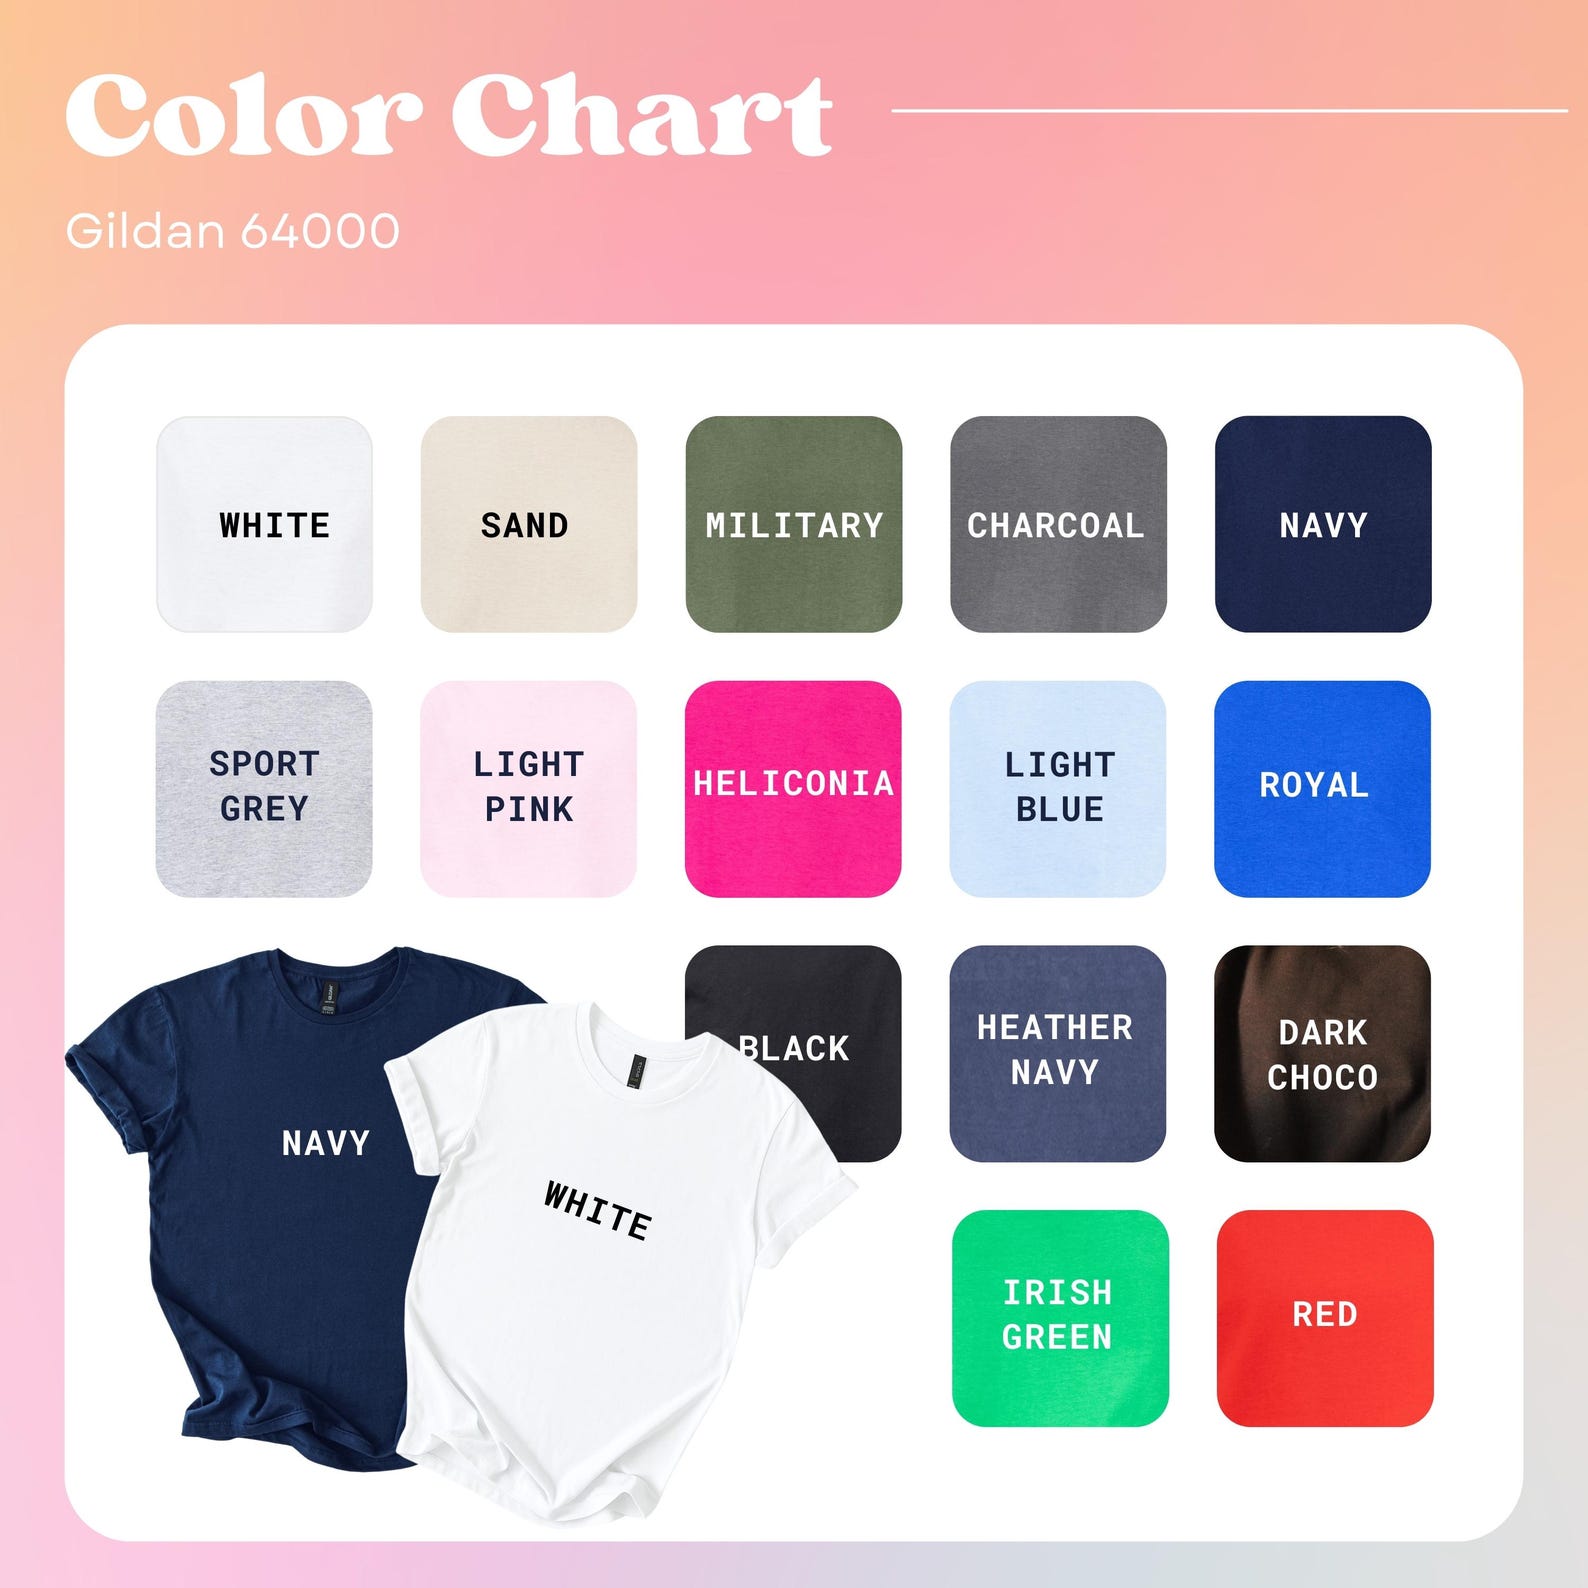 Color Chart
Gildan 64000
WHITE
SAND
MILITARY
CHARCOAL
NAVY
SPORT
GREY
LIGHT
PINK
HELICONIA
LIGHT
BLUE
ROYAL
BLACK
HEATHER
NAVY
DARK
CHOCO
NAVY
WHITE
IRISH
GREEN
RED